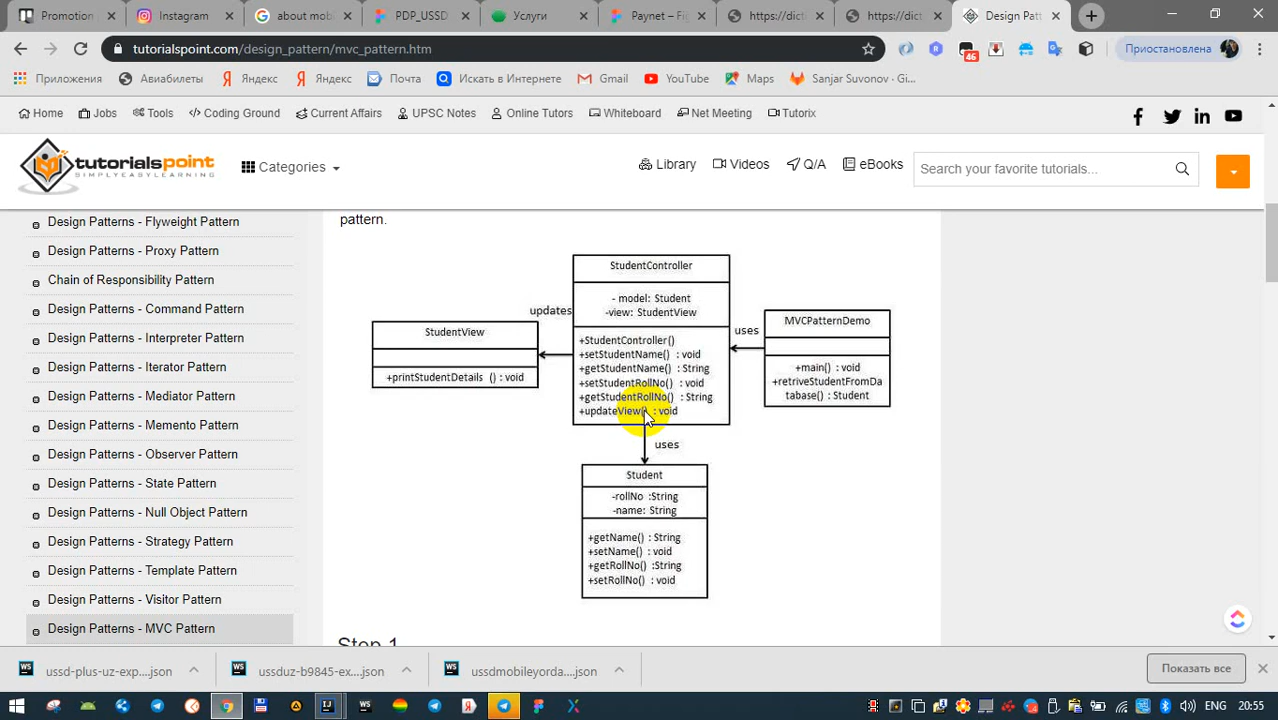 Promotion
Instagram
about mobi
PDP_USSD
Услуги
Paynet – Fig
https://dict
https://dict
Design Patt
tutorialspoint.com/design_pattern/mvc_pattern.htm
46
Приостановлена
Приложения
Авиабилеты
Яндекс
Яндекс
Почта
Искать в Интернете
Gmail
YouTube
Maps
Sanjar Suvonov · Gi...
Home
Jobs
Tools
Coding Ground
Current Affairs
UPSC Notes
Online Tutors
Whiteboard
Net Meeting
Tutorix
tutorialspoint
SIMPLYEASYLEARNING
Categories
Library
Videos
Q/A
eBooks
Search your favorite tutorials...
Design Patterns - Flyweight Pattern
Design Patterns - Proxy Pattern
Chain of Responsibility Pattern
Design Patterns - Command Pattern
Design Patterns - Interpreter Pattern
Design Patterns - Iterator Pattern
Design Patterns - Mediator Pattern
Design Patterns - Memento Pattern
Design Patterns - Observer Pattern
Design Patterns - State Pattern
Design Patterns - Null Object Pattern
Design Patterns - Strategy Pattern
Design Patterns - Template Pattern
Design Patterns - Visitor Pattern
Design Patterns - MVC Pattern
pattern.
StudentController
- model: Student
-view: StudentView
+StudentController()
+setStudentName() : void
+getStudentName() : String
+setStudentRollNo() : void
+getStudentRollNo() : String
+updateView() : void
updates
StudentView
+printStudentDetails () : void
uses
MVCPatternDemo
+main() : void
+retriveStudentFromDa
tabase() : Student
uses
Student
-rollNo :String
-name: String
+getName() : String
+setName() : void
+getRollNo() :String
+setRollNo() : void
Step 1
ussd-plus-uz-exp....json
ussduz-b9845-ex....json
ussdmobileyorda....json
Показать все
ENG
20:55